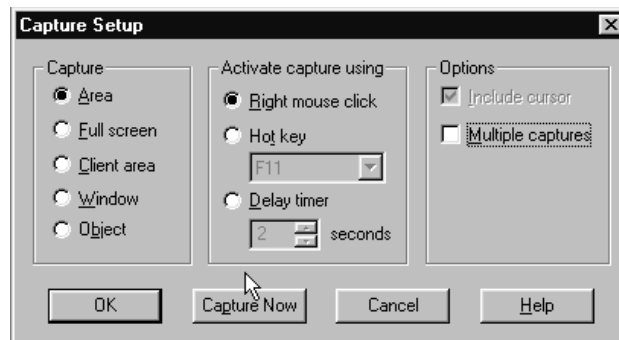 Capture Setup
Capture
Area
Full screen
Client area
Window
Object
Activate capture using
Right mouse click
Hot key
F11
Delay timer
2 seconds
Options
Include cursor
Multiple captures
OK
Capture Now
Cancel
Help